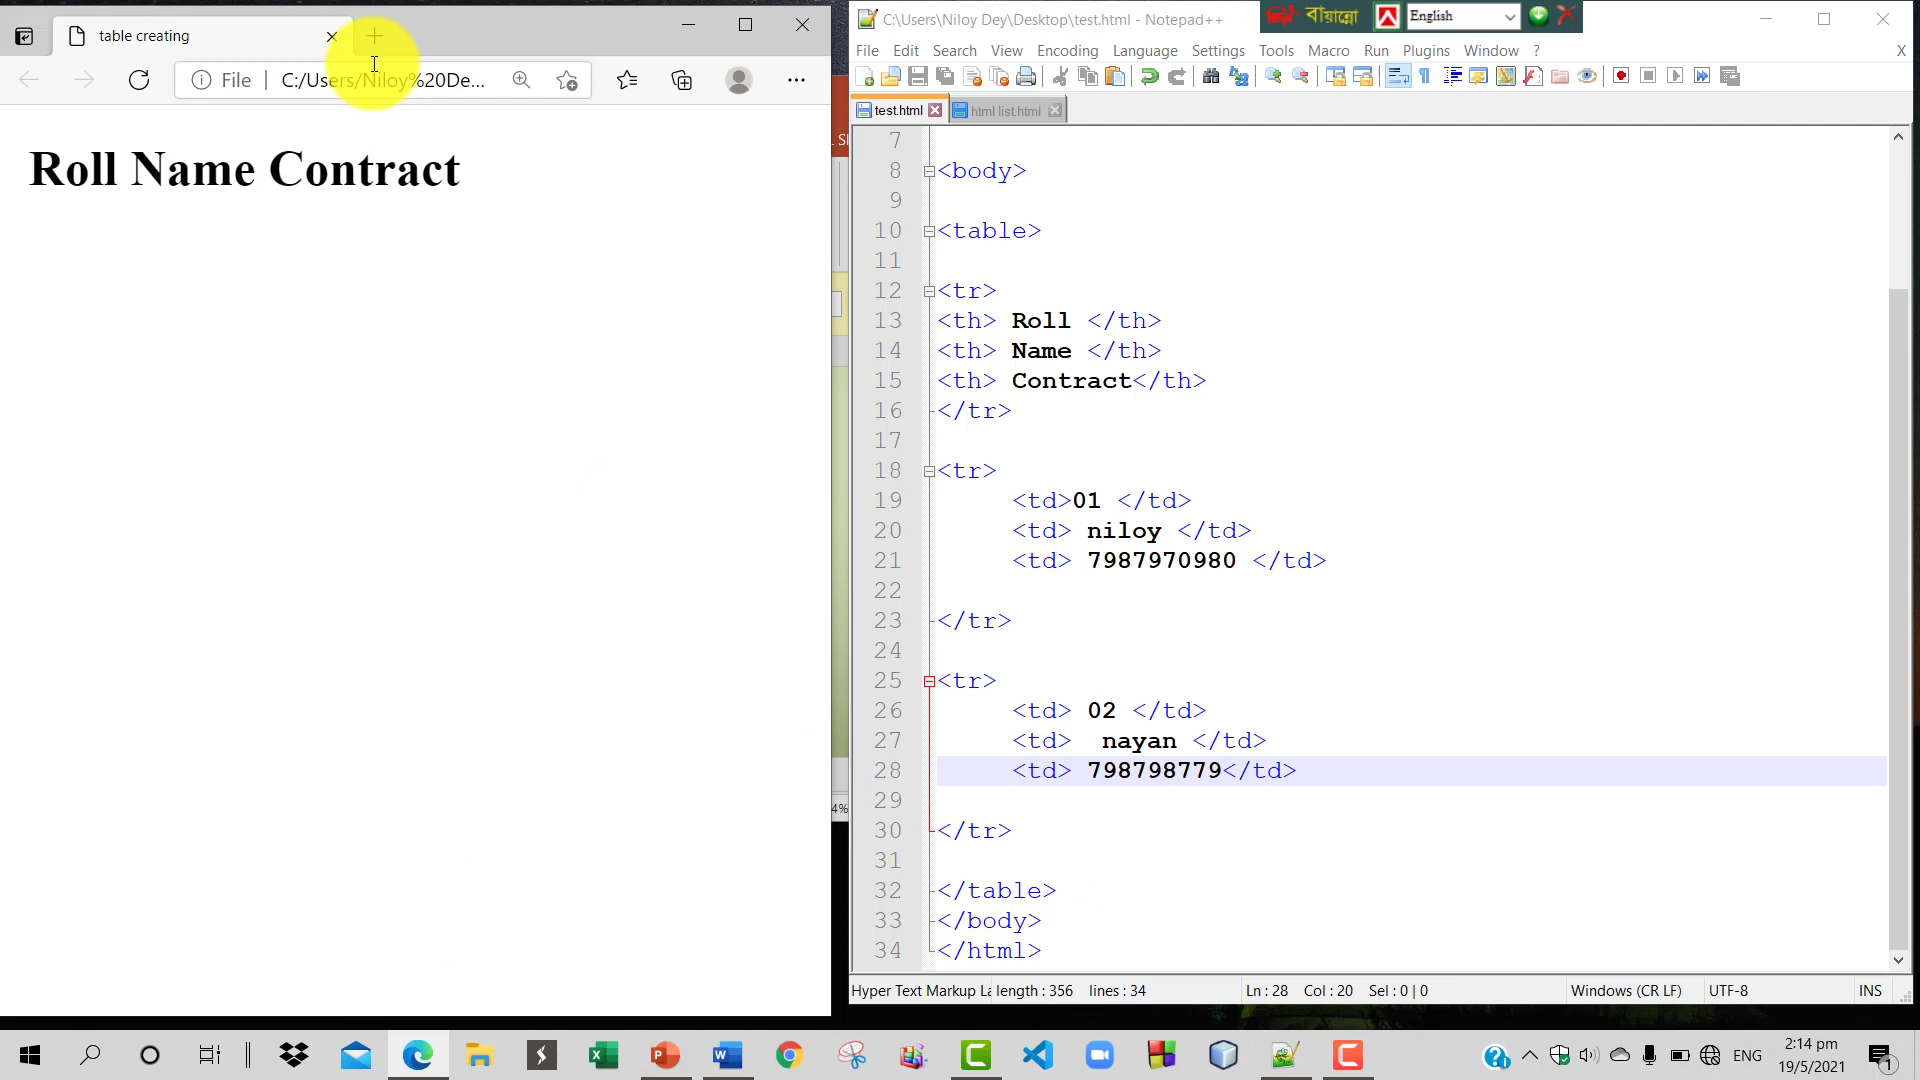 table creating
File
C:/Users/Niloy%20De...
Roll Name Contract
C:\Users\Niloy Dey\Desktop\test.html - Notepad++
বায়ান্নো
English
File Edit Search View Encoding Language Settings Tools Macro Run Plugins Window ? X
test.html
html list.html
7
8 <body>
9
10 <table>
11
12 <tr>
13 <th> Roll </th>
14 <th> Name </th>
15 <th> Contract</th>
16 </tr>
17
18 <tr>
19 <td>01 </td>
20 <td> niloy </td>
21 <td> 7987970980 </td>
22
23 </tr>
24
25 <tr>
26 <td> 02 </td>
27 <td> nayan </td>
28 <td> 798798779</td>
29
30 </tr>
31
32 </table>
33 </body>
34 </html>
4%
Hyper Text Markup La length : 356 lines : 34 Ln : 28 Col : 20 Sel : 0 | 0 Windows (CR LF) UTF-8 INS
ENG
2:14 pm
19/5/2021
1